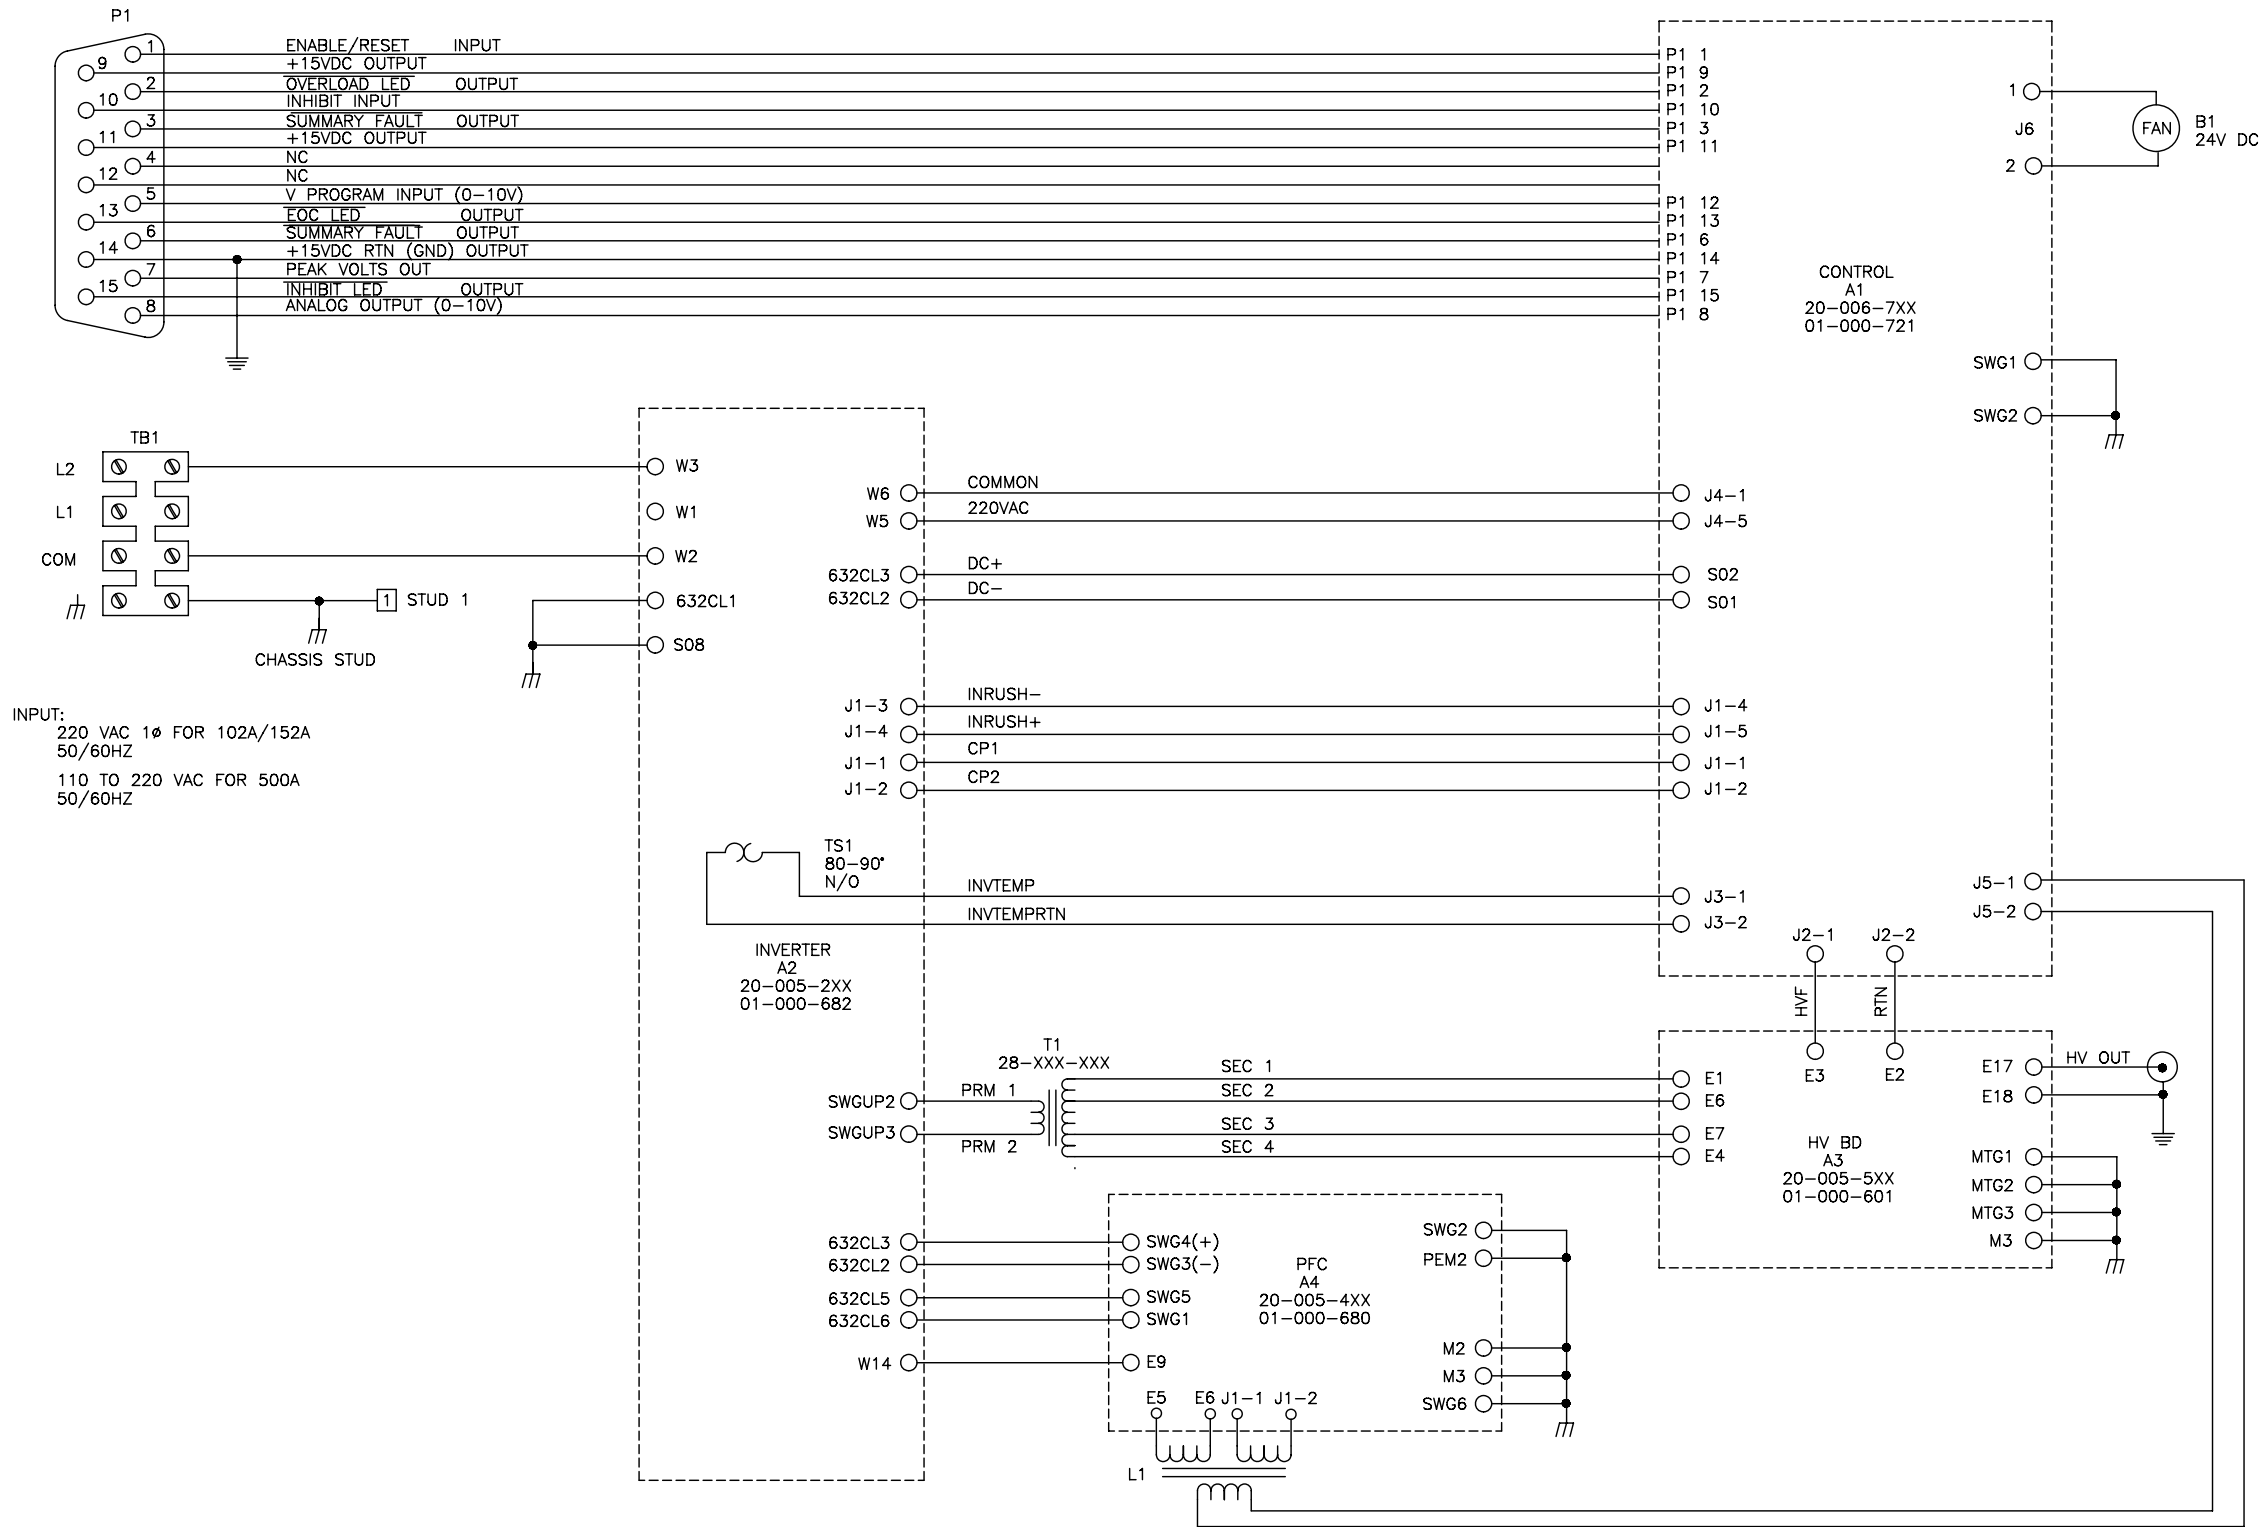 P1
1 ENABLE/RESET INPUT P1 1
9 +15VDC OUTPUT P1 9
2 OVERLOAD LED OUTPUT P1 2
10 INHIBIT INPUT P1 10
3 SUMMARY FAULT OUTPUT P1 3
11 +15VDC OUTPUT P1 11
4 NC
12 NC
5 V PROGRAM INPUT (0-10V) P1 12
13 EOC LED OUTPUT P1 13
6 SUMMARY FAULT OUTPUT P1 6
14 +15VDC RTN (GND) OUTPUT P1 14
7 PEAK VOLTS OUT P1 7
15 INHIBIT LED OUTPUT P1 15
8 ANALOG OUTPUT (0-10V) P1 8
1
J6
2
FAN
B1
24V DC
CONTROL
A1
20-006-7XX
01-000-721
SWG1
SWG2
TB1
L2
L1
COM
1 STUD 1
CHASSIS STUD
INPUT:
220 VAC 1ø FOR 102A/152A
50/60HZ
110 TO 220 VAC FOR 500A
50/60HZ
W3
W1
W2
632CL1
S08
W6 COMMON J4-1
W5 220VAC J4-5
632CL3 DC+ S02
632CL2 DC- S01
J1-3 INRUSH- J1-4
J1-4 INRUSH+ J1-5
J1-1 CP1 J1-1
J1-2 CP2 J1-2
TS1
80-90°
N/O
INVTEMP J3-1
INVTEMPRTN J3-2
J5-1
J5-2
INVERTER
A2
20-005-2XX
01-000-682
J2-1 J2-2
HVF RTN
E3 E2
T1
28-XXX-XXX
SWGUP2 PRM 1
SWGUP3 PRM 2
SEC 1 E1
SEC 2 E6
SEC 3 E7
SEC 4 E4
E17 HV OUT
E18
HV BD
A3
20-005-5XX
01-000-601
MTG1
MTG2
MTG3
M3
632CL3 SWG4(+)
632CL2 SWG3(-)
632CL5 SWG5
632CL6 SWG1
W14 E9
PFC
A4
20-005-4XX
01-000-680
SWG2
PEM2
M2
M3
SWG6
E5 E6 J1-1 J1-2
L1